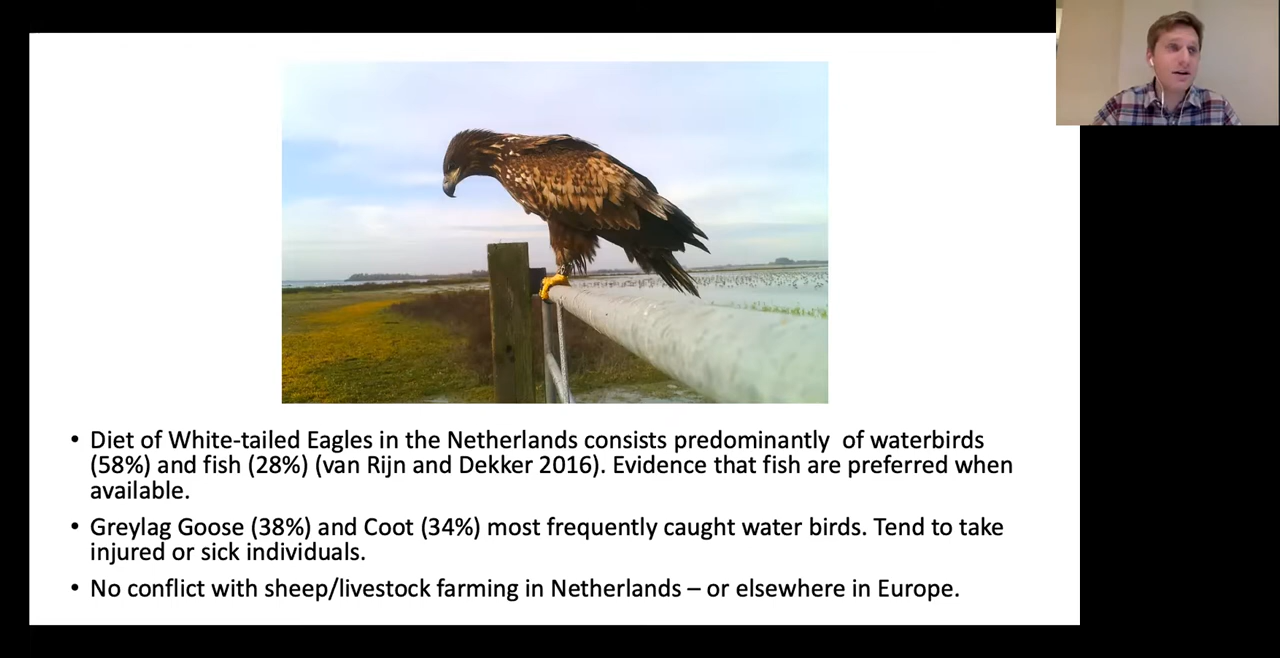 • Diet of White-tailed Eagles in the Netherlands consists predominantly  of waterbirds
(58%) and fish (28%) (van Rijn and Dekker 2016). Evidence that fish are preferred when
available.
• Greylag Goose (38%) and Coot (34%) most frequently caught water birds. Tend to take
injured or sick individuals.
• No conflict with sheep/livestock farming in Netherlands – or elsewhere in Europe.